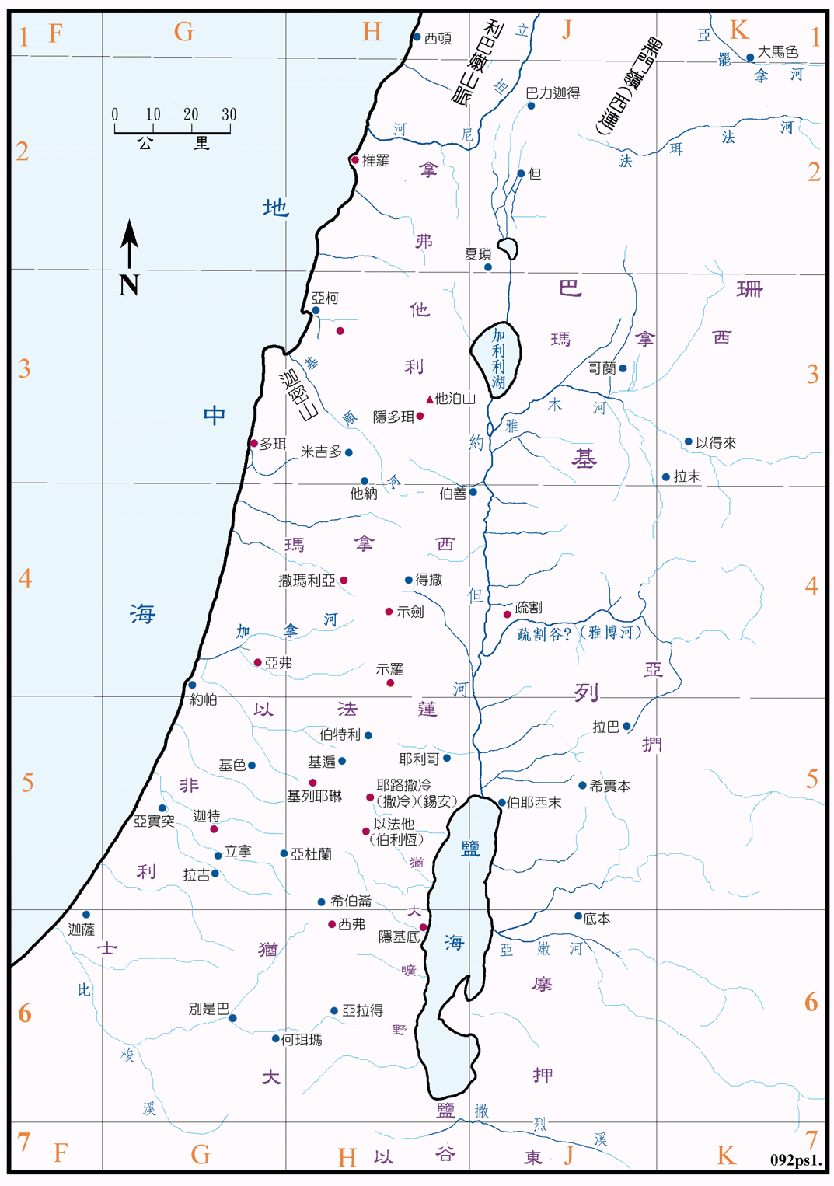 F G H J K
1 1
西頓
利巴嫩山脈
立坦尼河
黑門嶺(西連)
亞罷拿河
大馬色
巴力迦得
0 10 20 30
公里
2 2
推羅
拿弗他利
但
法珥法河
地中海
N
夏瑣
亞柯
巴珊
瑪拿西
3 3
加利利湖
哥蘭
迦密山
基順河
他泊山
隱多珥
雅木河
多珥
米吉多
以得來
拉末
基列
他納
伯善
約但河
瑪拿西
4 4
撒瑪利亞
得撒
示劍
疏割
疏割谷?(雅博河)
加拿河
亞弗
示羅
亞捫
約帕
以法蓮
伯特利
拉巴
基色
基遍
耶利哥
5 5
希實本
基列耶琳
耶路撒冷
(撒冷)(錫安)
伯耶西末
非利士
亞實突
迦特
以法他
(伯利恆)
立拿
亞杜蘭
拉吉
鹽海
猶大曠野
希伯崙
西弗
隱基底
底本
迦薩
亞嫩河
猶大
摩押
6 6
比梭溪
別是巴
亞拉得
何珥瑪
鹽谷
撒烈溪
7 7
以東
F G H J K
092ps1.